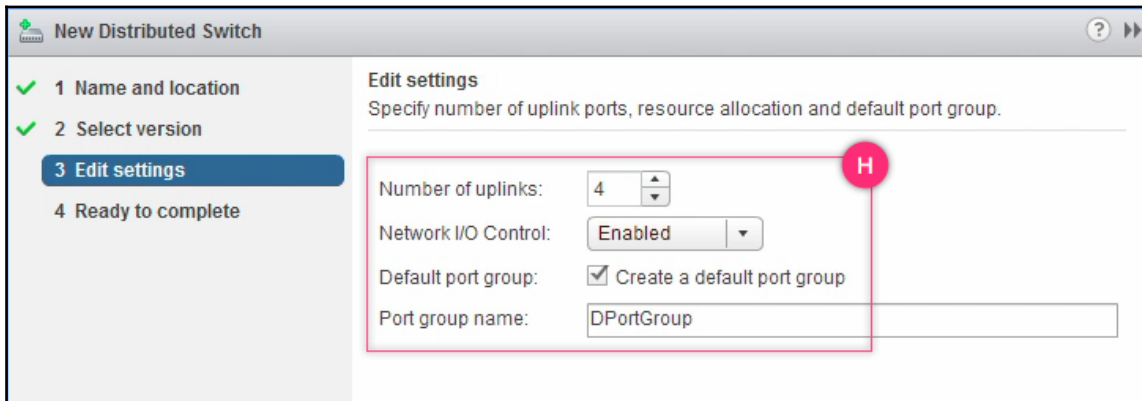 New Distributed Switch
?
1 Name and location
2 Select version
3 Edit settings
4 Ready to complete
Edit settings
Specify number of uplink ports, resource allocation and default port group.
H
Number of uplinks: 4
Network I/O Control: Enabled
Default port group: Create a default port group
Port group name: DPortGroup